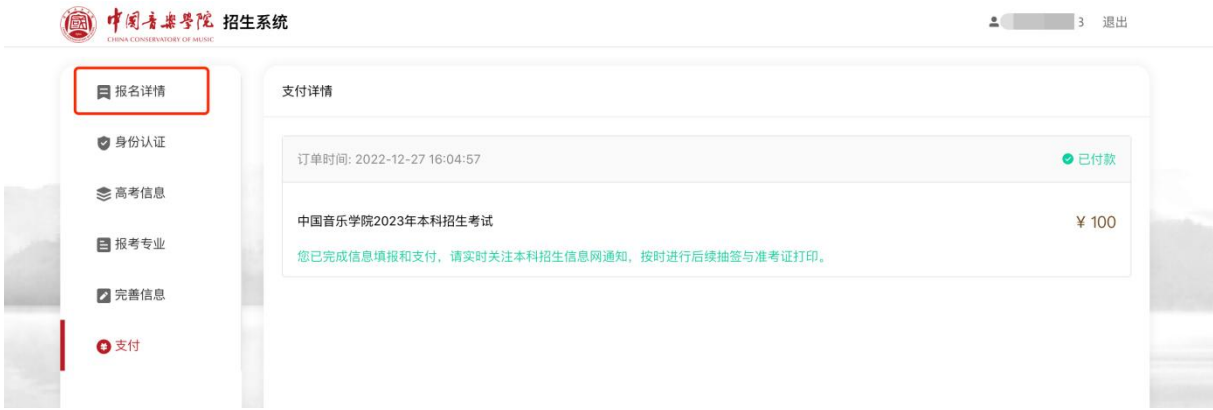 中国音乐学院 招生系统
CHINA CONSERVATORY OF MUSIC
3 退出
报名详情
身份认证
高考信息
报考专业
完善信息
支付
支付详情
订单时间: 2022-12-27 16:04:57 已付款
中国音乐学院2023年本科招生考试 ¥ 100
您已完成信息填报和支付，请实时关注本科招生信息网通知，按时进行后续抽签与准考证打印。